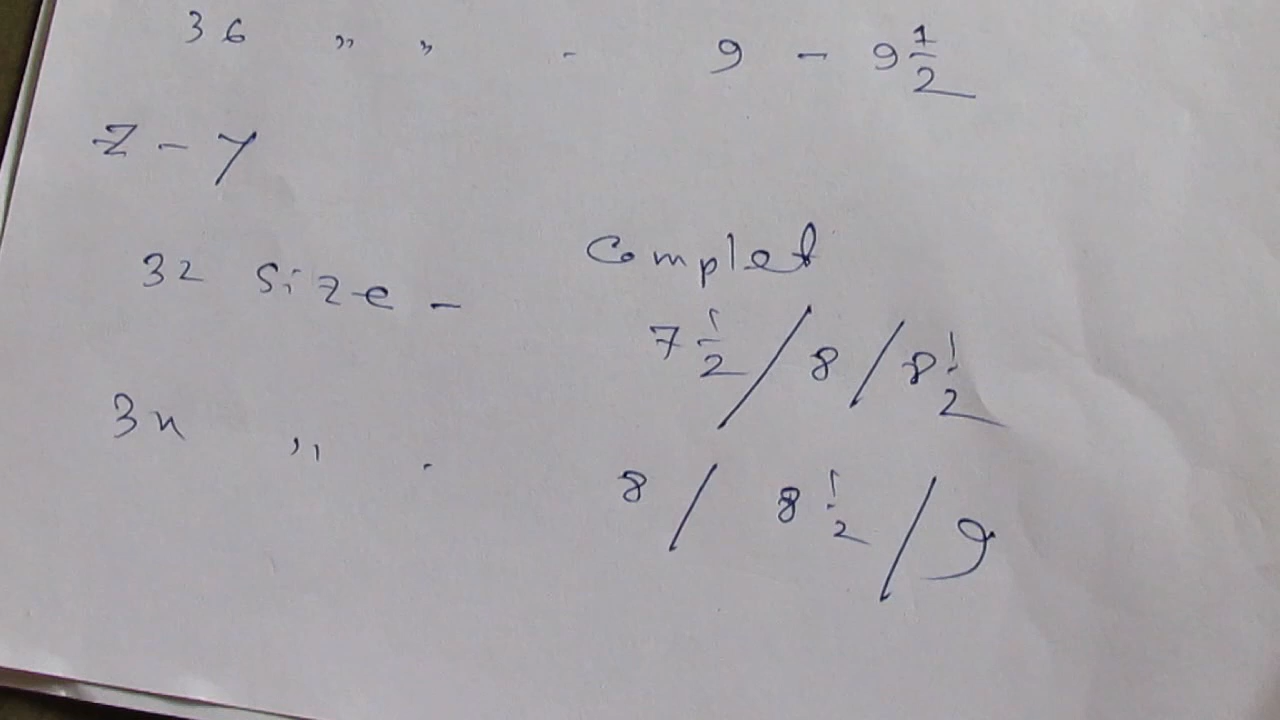 36 ,, ,, - 9 - 9 1/2
Z - Y
Complet
32 Size - 7 1/2 / 8 / 8 1/2
,, - 8 / 8 1/2 / 9